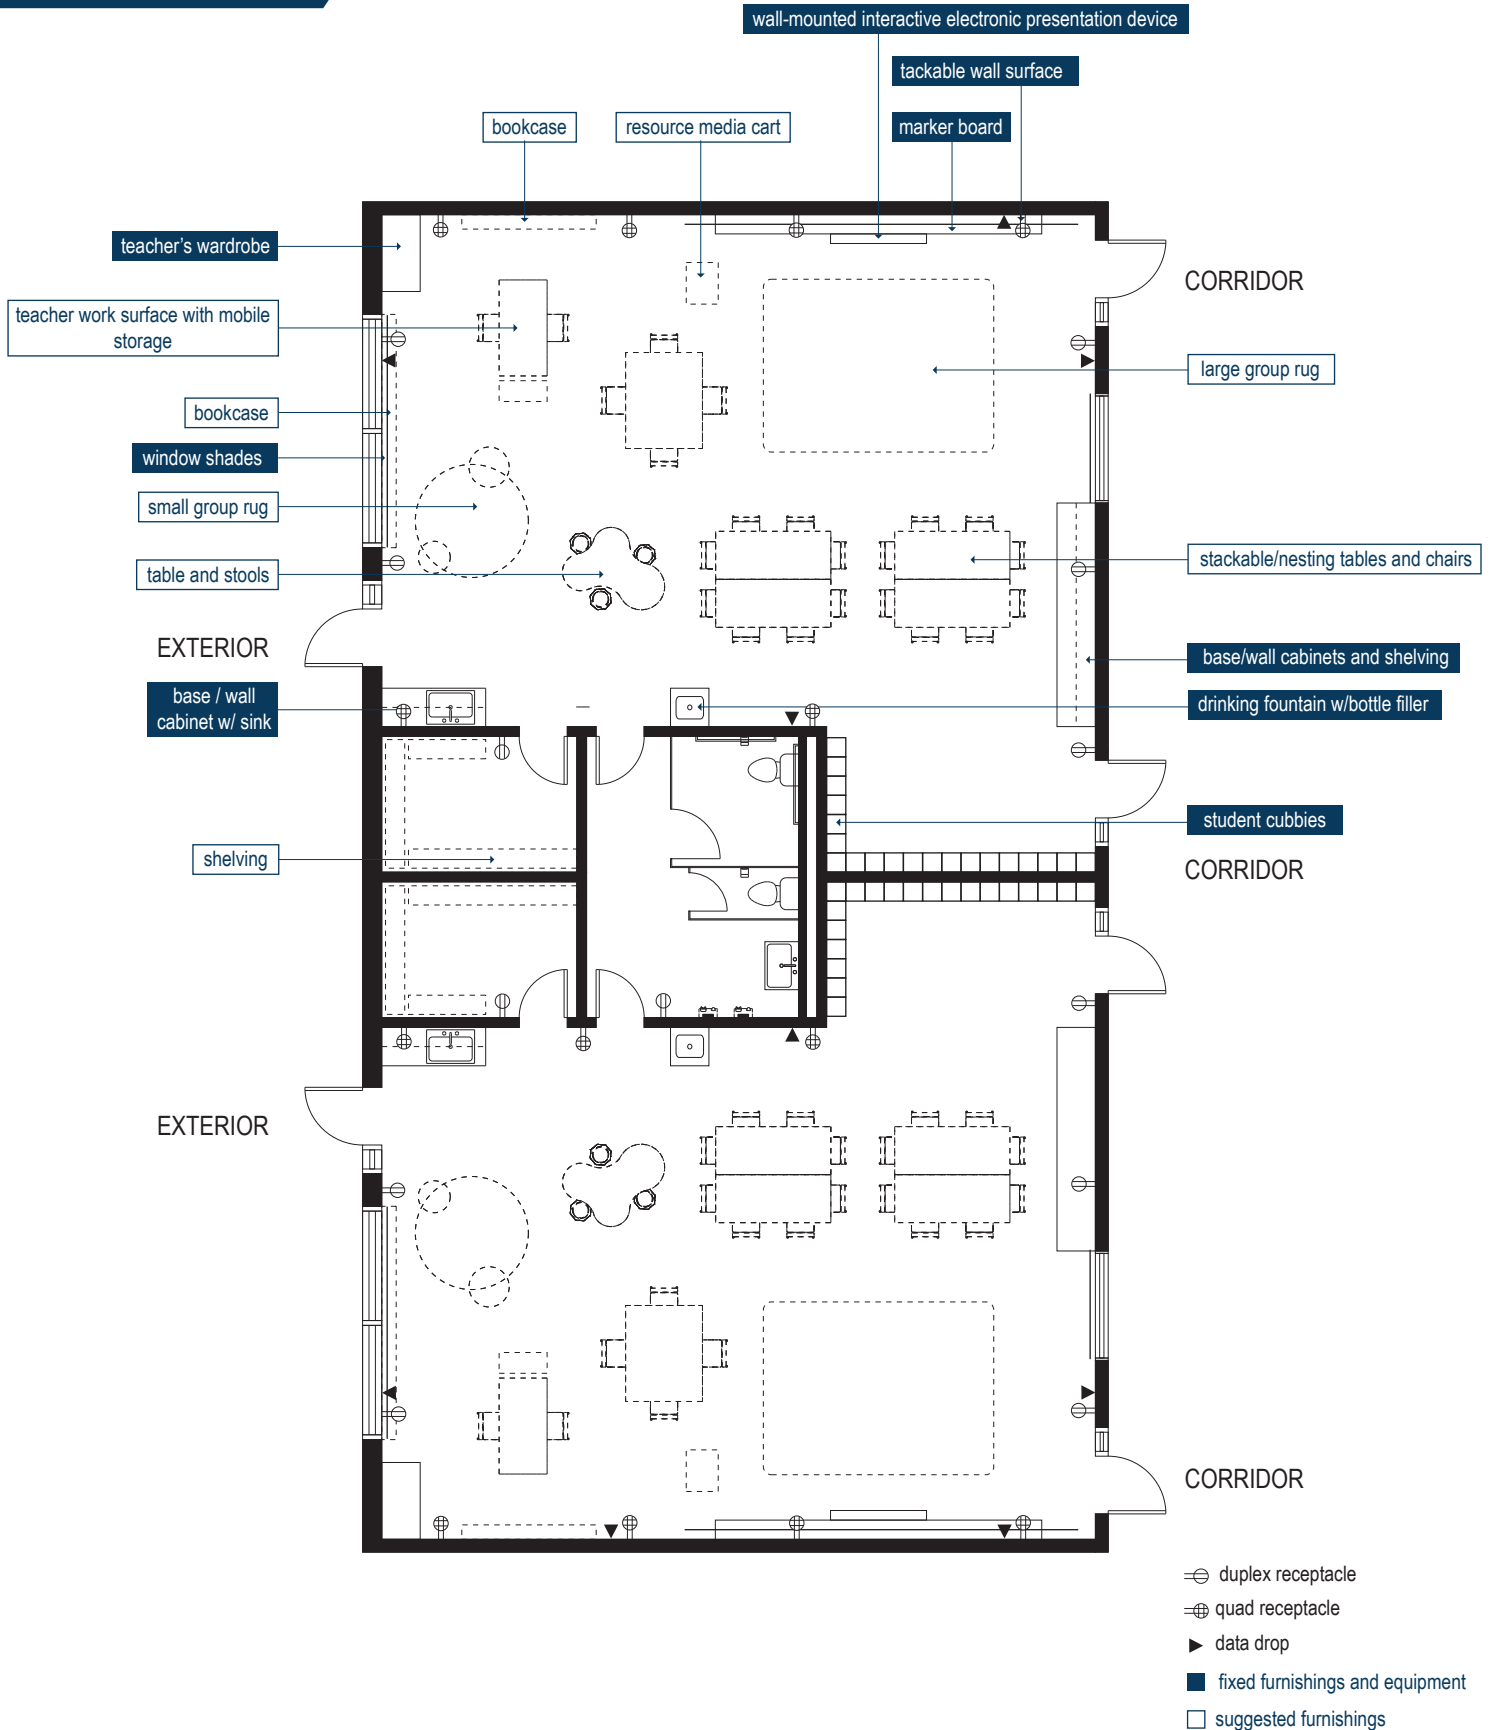 wall-mounted interactive electronic presentation device
tackable wall surface
bookcase
resource media cart
marker board
teacher's wardrobe
CORRIDOR
teacher work surface with mobile
storage
large group rug
bookcase
window shades
small group rug
stackable/nesting tables and chairs
table and stools
EXTERIOR
base/wall cabinets and shelving
base / wall
cabinet w/ sink
drinking fountain w/bottle filler
student cubbies
shelving
CORRIDOR
EXTERIOR
CORRIDOR
duplex receptacle
quad receptacle
data drop
fixed furnishings and equipment
suggested furnishings